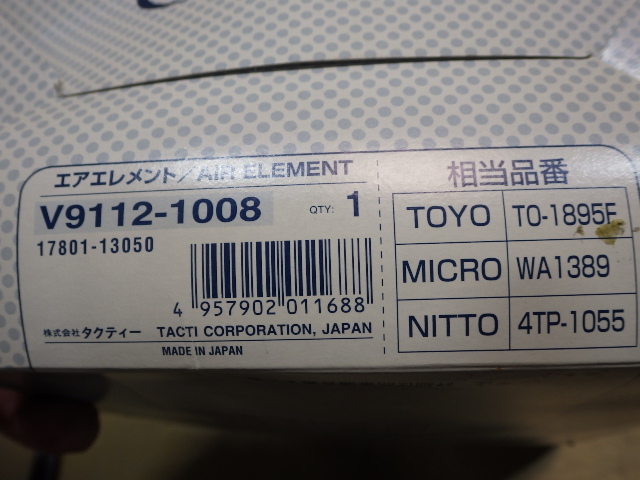 エアエレメント/AIR ELEMENT
V9112-1008 QTY: 1
17801-13050
4 957902 011688
株式会社 タクティー TACTI CORPORATION, JAPAN
MADE IN JAPAN
相当品番
TOYO TO-1895F
MICRO WA1389
NITTO 4TP-1055